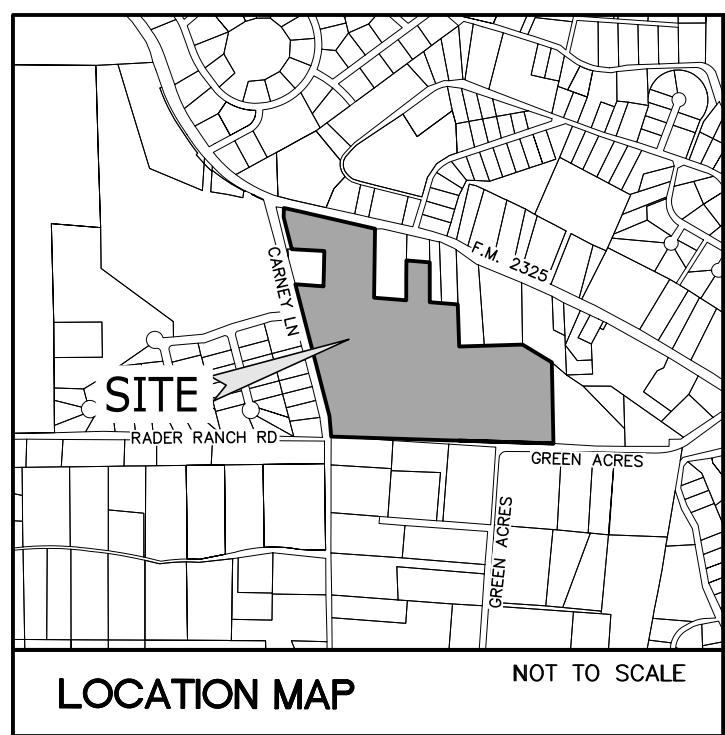 F.M. 2325
CARNEY LN
SITE
RADER RANCH RD
GREEN ACRES
GREEN ACRES
LOCATION MAP
NOT TO SCALE